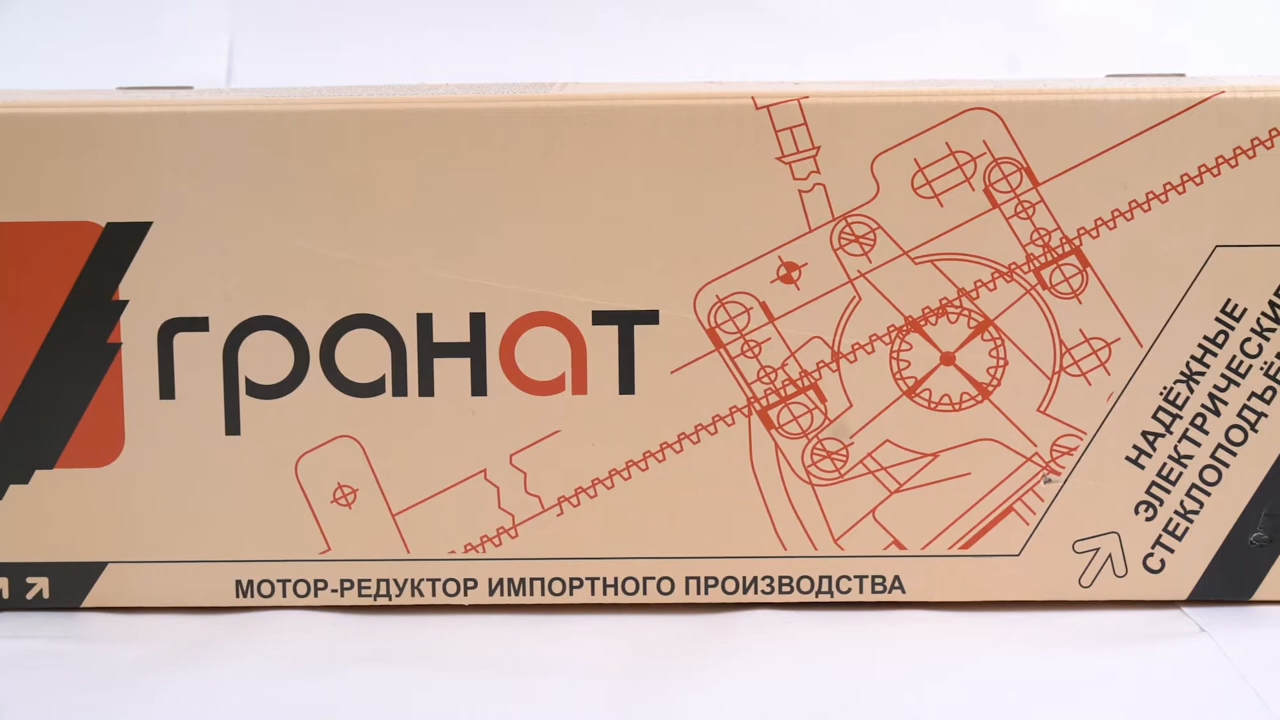 гранат
НАДЁЖНЫЕ
ЭЛЕКТРИЧЕСКИЕ
МОТОР-РЕДУКТОР ИМПОРТНОГО ПРОИЗВОДСТВА